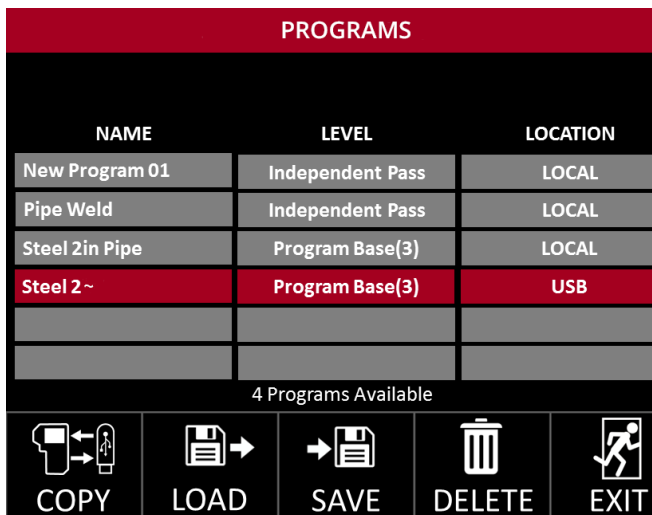 PROGRAMS
NAME LEVEL LOCATION
New Program 01 Independent Pass LOCAL
Pipe Weld Independent Pass LOCAL
Steel 2in Pipe Program Base(3) LOCAL
Steel 2~ Program Base(3) USB
4 Programs Available
COPY LOAD SAVE DELETE EXIT